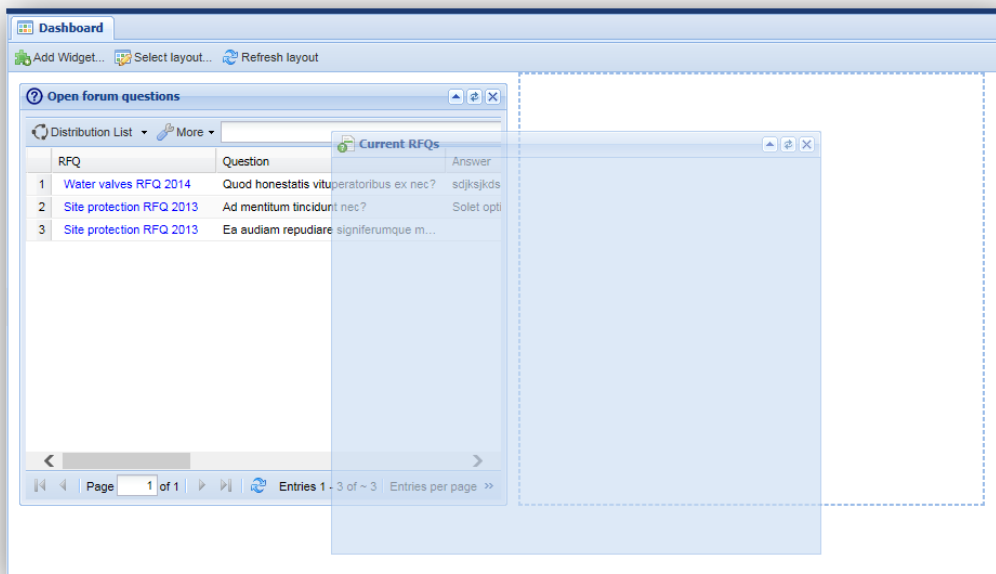 Dashboard
Add Widget... Select layout... Refresh layout
Open forum questions
Distribution List More
Current RFQs
RFQ Question Answer
1 Water valves RFQ 2014 Quod honestatis vituperatoribus ex nec? sdjksjkds
2 Site protection RFQ 2013 Ad mentitum tincidunt nec? Solet opti
3 Site protection RFQ 2013 Ea audiam repudiare signiferumque m...
Page 1 of 1 Entries 1 - 3 of ~ 3 Entries per page »